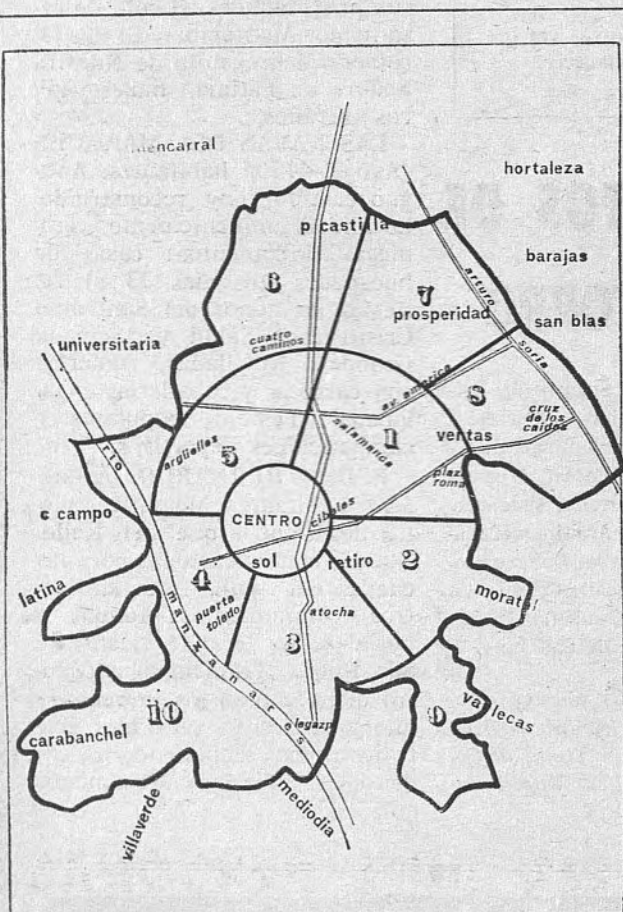 hortaleza
p castilla
barajas
6
7
arturo
soria
prosperidad
san blas
universitaria
cuatro
caminos
av. america
8
salamanca
1
cruz
de los
caidos
argüelles
5
ventas
plaza
roma
rio
manzanares
c campo
CENTRO
cibeles
latina
4
sol
retiro
2
puerta
toledo
atocha
3
10
9
vallecas
carabanchel
legazpi
mediodia
villaverde